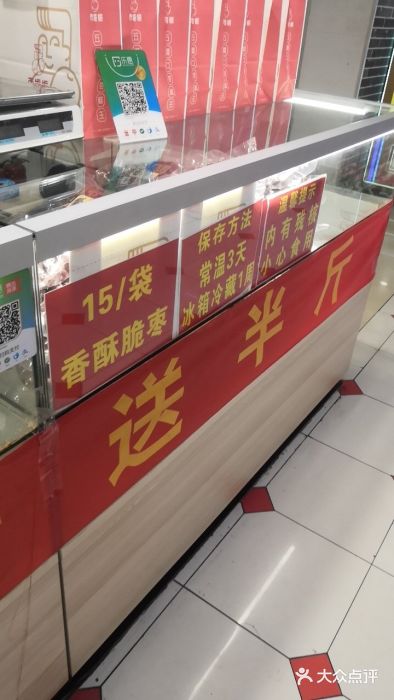 15/袋
香酥脆枣
保存方法
常温3天
冰箱冷藏1周
温馨提示
内有残核
小心食用
送半斤
大众点评